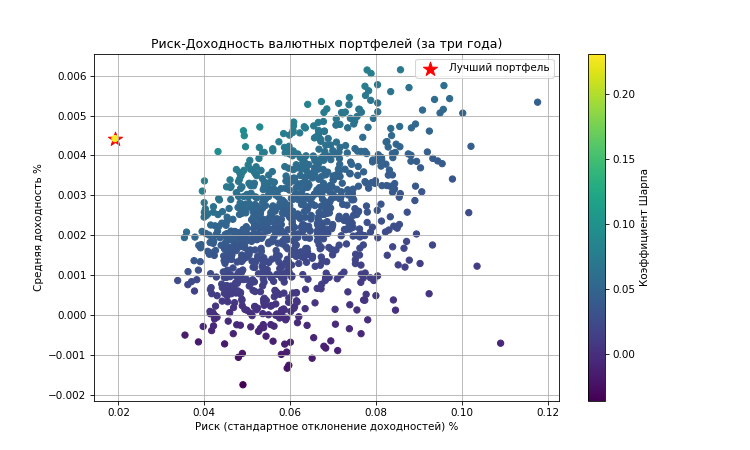 Риск-Доходность валютных портфелей (за три года)
Лучший портфель
Средняя доходность %
0.006
0.005
0.004
0.003
0.002
0.001
0.000
−0.001
−0.002
0.02 0.04 0.06 0.08 0.10 0.12
Риск (стандартное отклонение доходностей) %
0.20
0.15
0.10
0.05
0.00
Коэффициент Шарпа